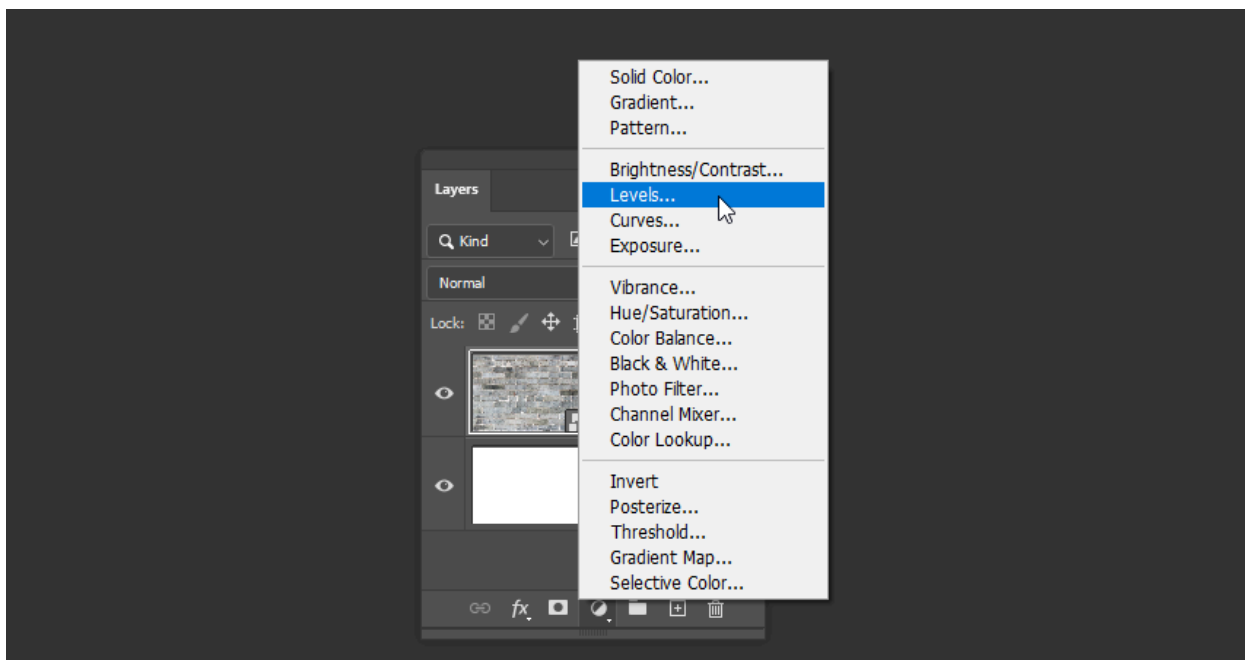 Solid Color...
Gradient...
Pattern...
Brightness/Contrast...
Layers
Levels...
Curves...
Kind
Exposure...
Normal
Vibrance...
Hue/Saturation...
Lock:
Color Balance...
Black & White...
Photo Filter...
Channel Mixer...
Color Lookup...
Invert
Posterize...
Threshold...
Gradient Map...
Selective Color...
fx